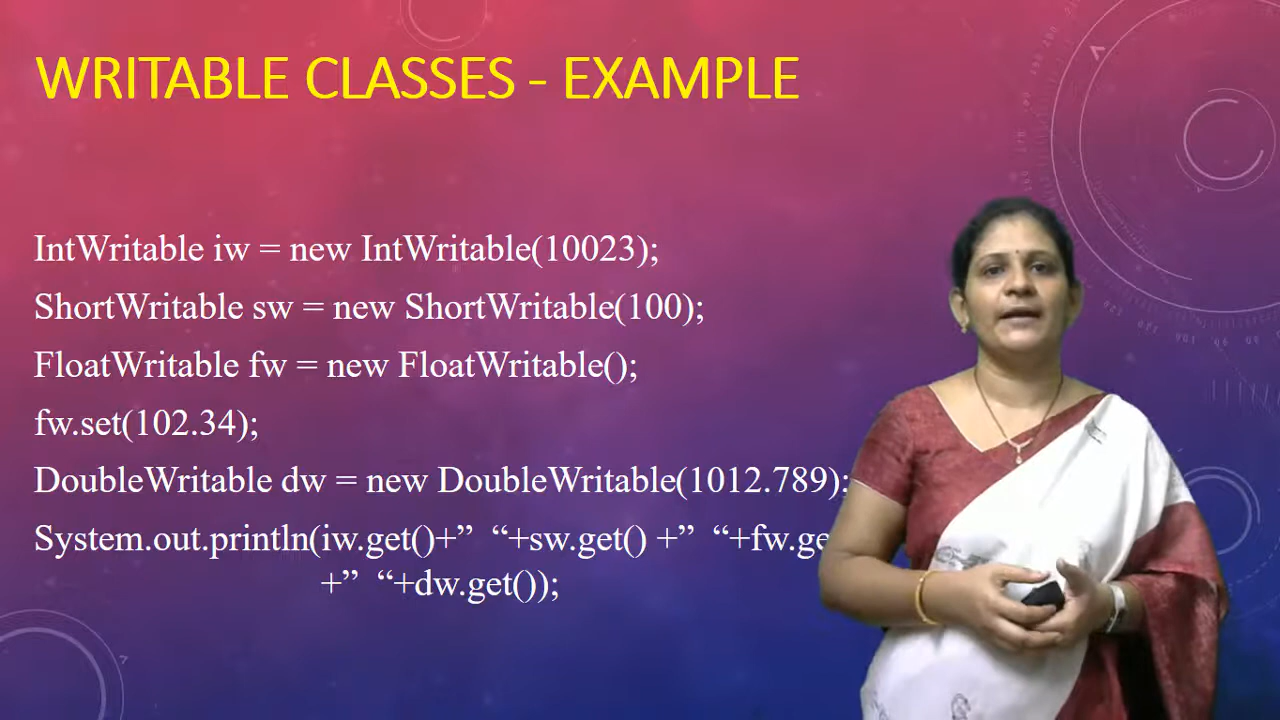 WRITABLE CLASSES - EXAMPLE
IntWritable iw = new IntWritable(10023);
ShortWritable sw = new ShortWritable(100);
FloatWritable fw = new FloatWritable();
fw.set(102.34);
DoubleWritable dw = new DoubleWritable(1012.789);
System.out.println(iw.get()+” “+sw.get() +” “+fw.ge
+” “+dw.get());